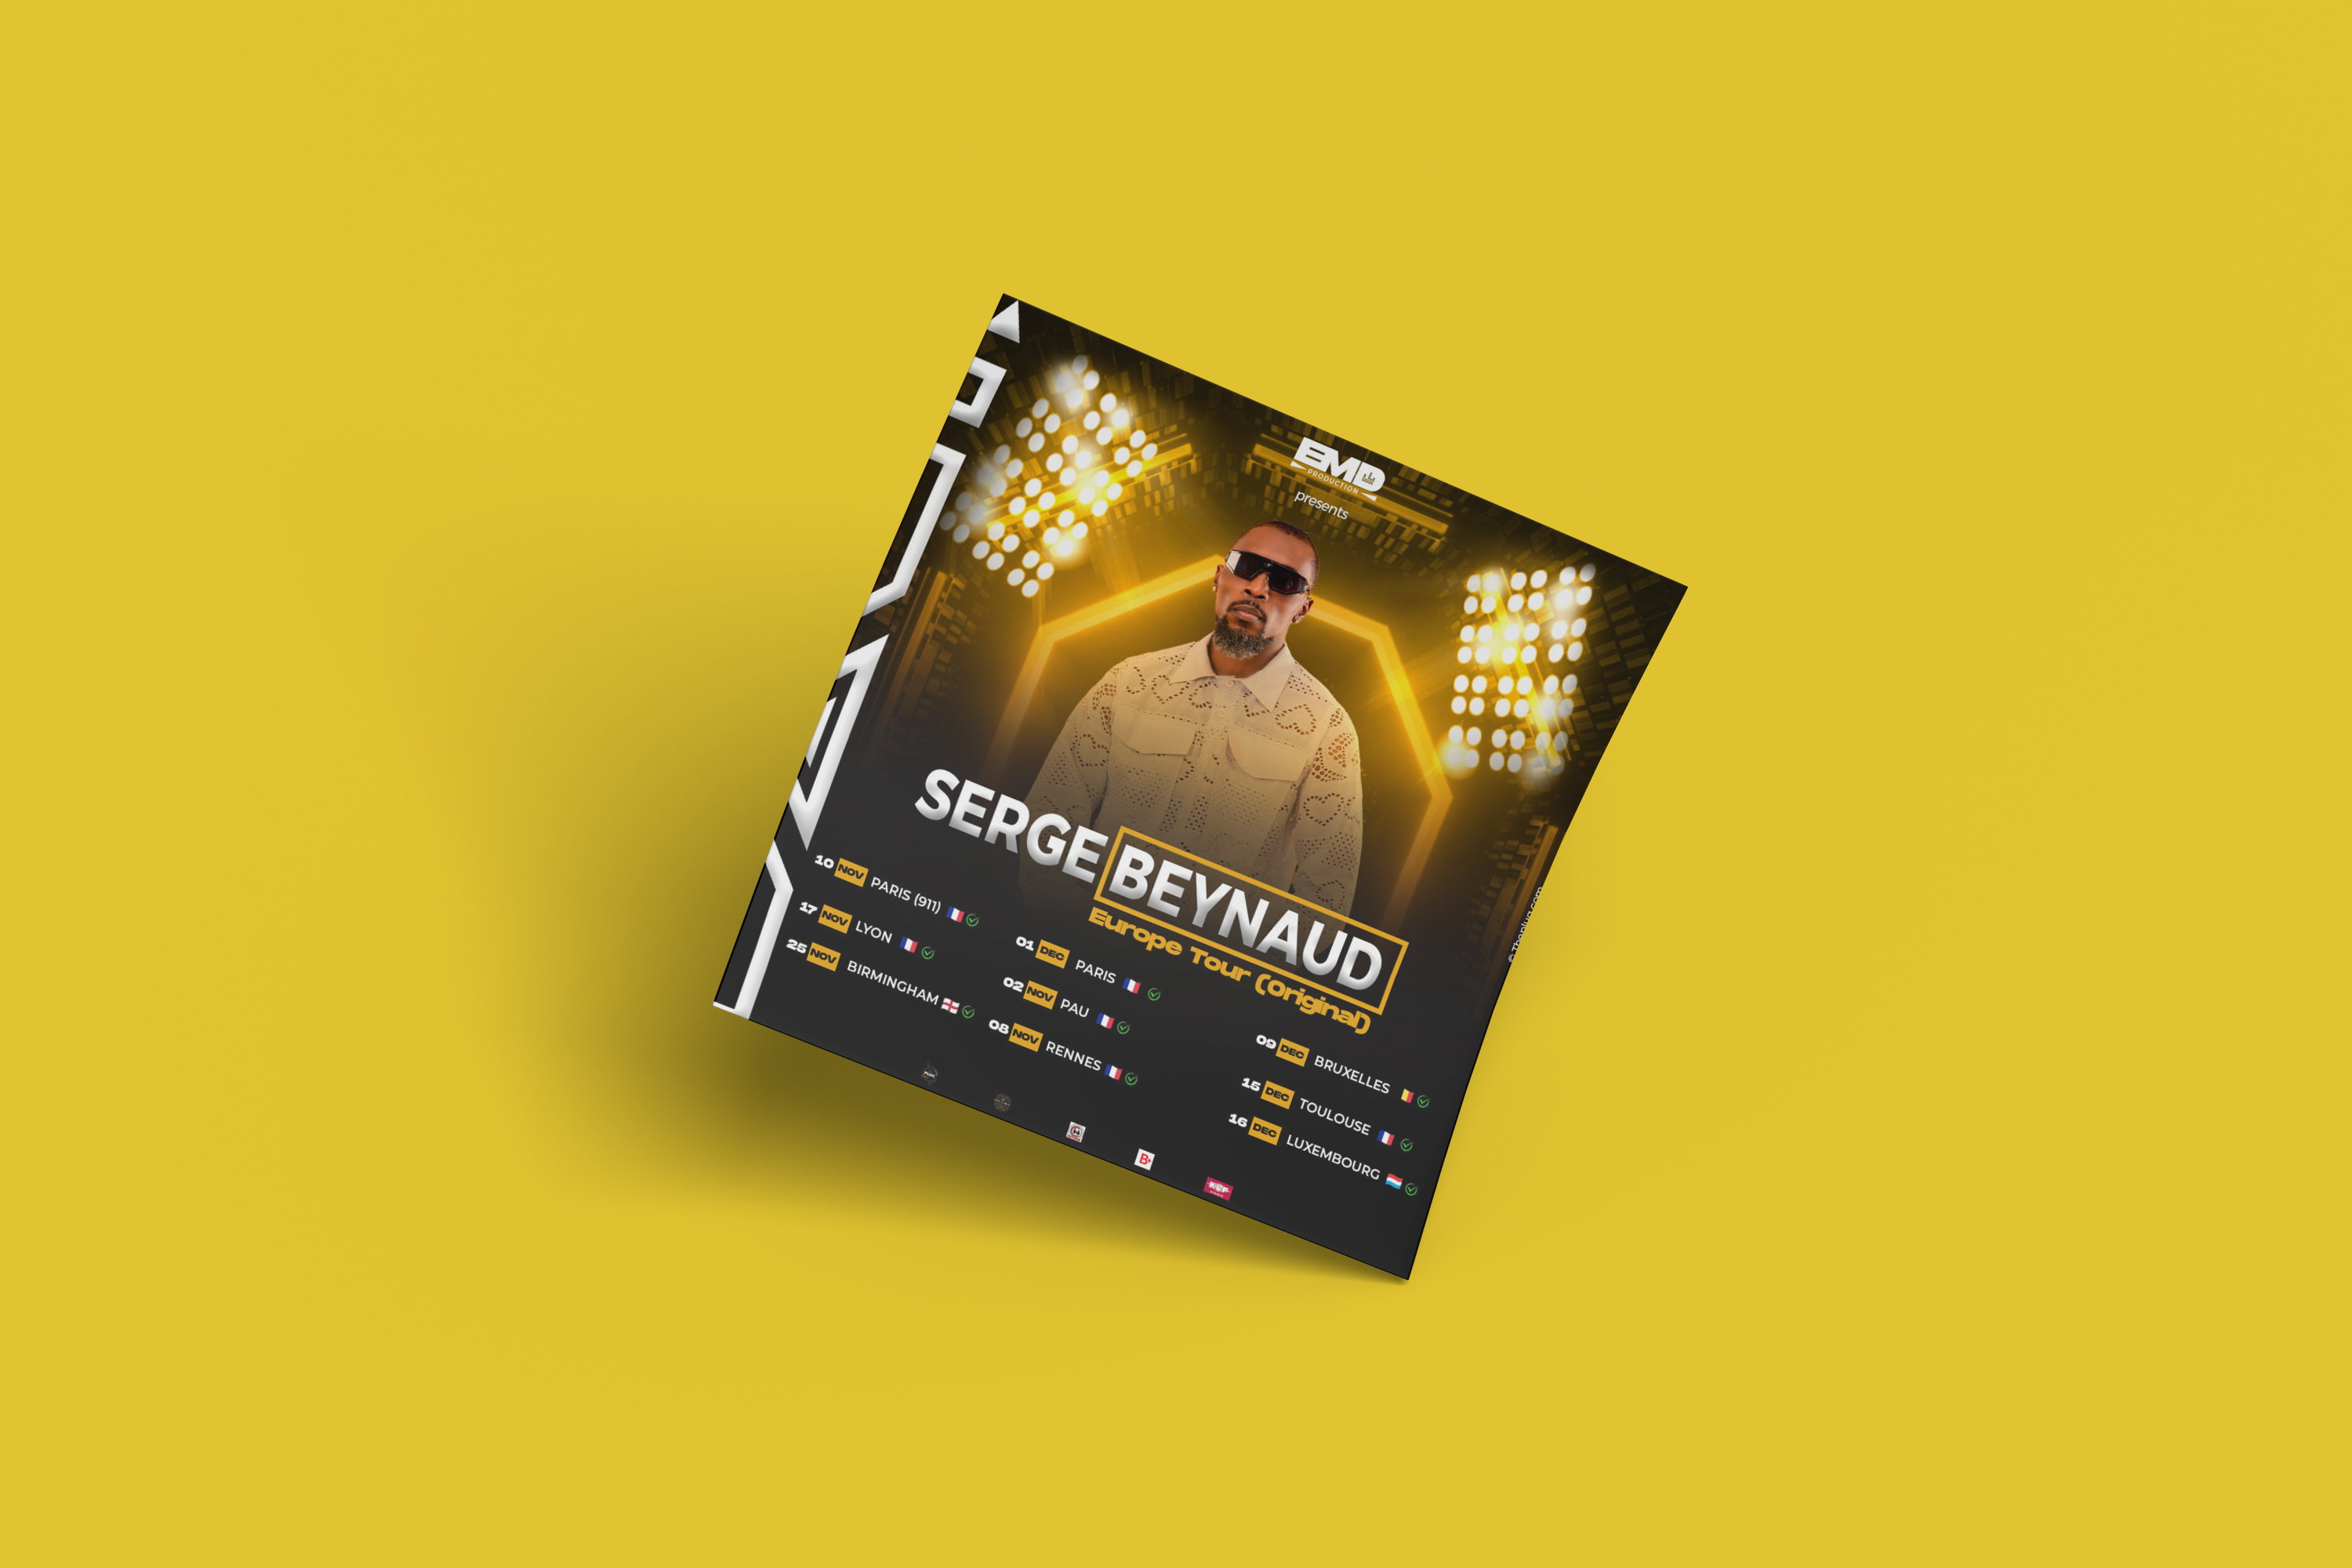 EMD
PRODUCTION
presents
SERGE BEYNAUD
Europe Tour (Original)
10 NOV PARIS (911)
17 NOV LYON
25 NOV BIRMINGHAM
01 DEC PARIS
02 NOV PAU
08 NOV RENNES
09 DEC BRUXELLES
15 DEC TOULOUSE
16 DEC LUXEMBOURG